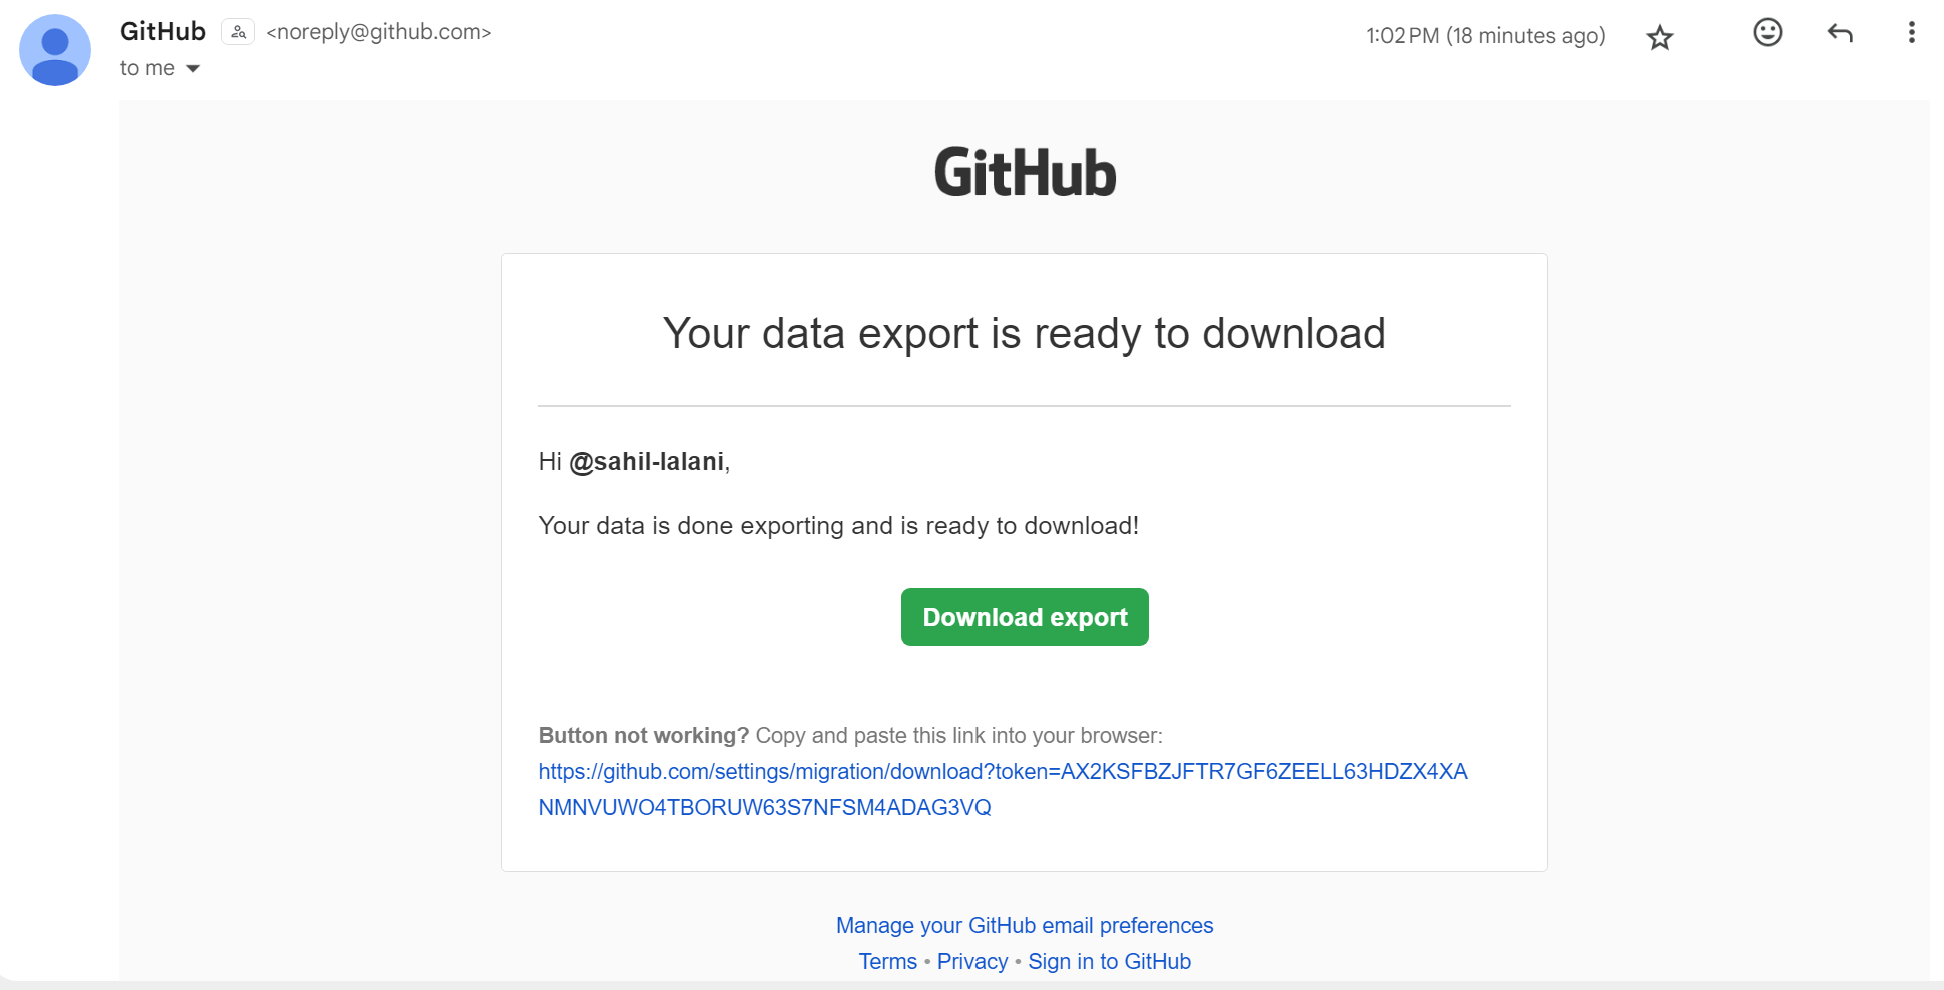 GitHub <noreply@github.com>
1:02 PM (18 minutes ago)
to me
GitHub
Your data export is ready to download
Hi @sahil-lalani,
Your data is done exporting and is ready to download!
Download export
Button not working? Copy and paste this link into your browser:
https://github.com/settings/migration/download?token=AX2KSFBZJFTR7GF6ZEELL63HDZX4XA
NMNVUWO4TBORUW63S7NFSM4ADAG3VQ
Manage your GitHub email preferences
Terms • Privacy • Sign in to GitHub